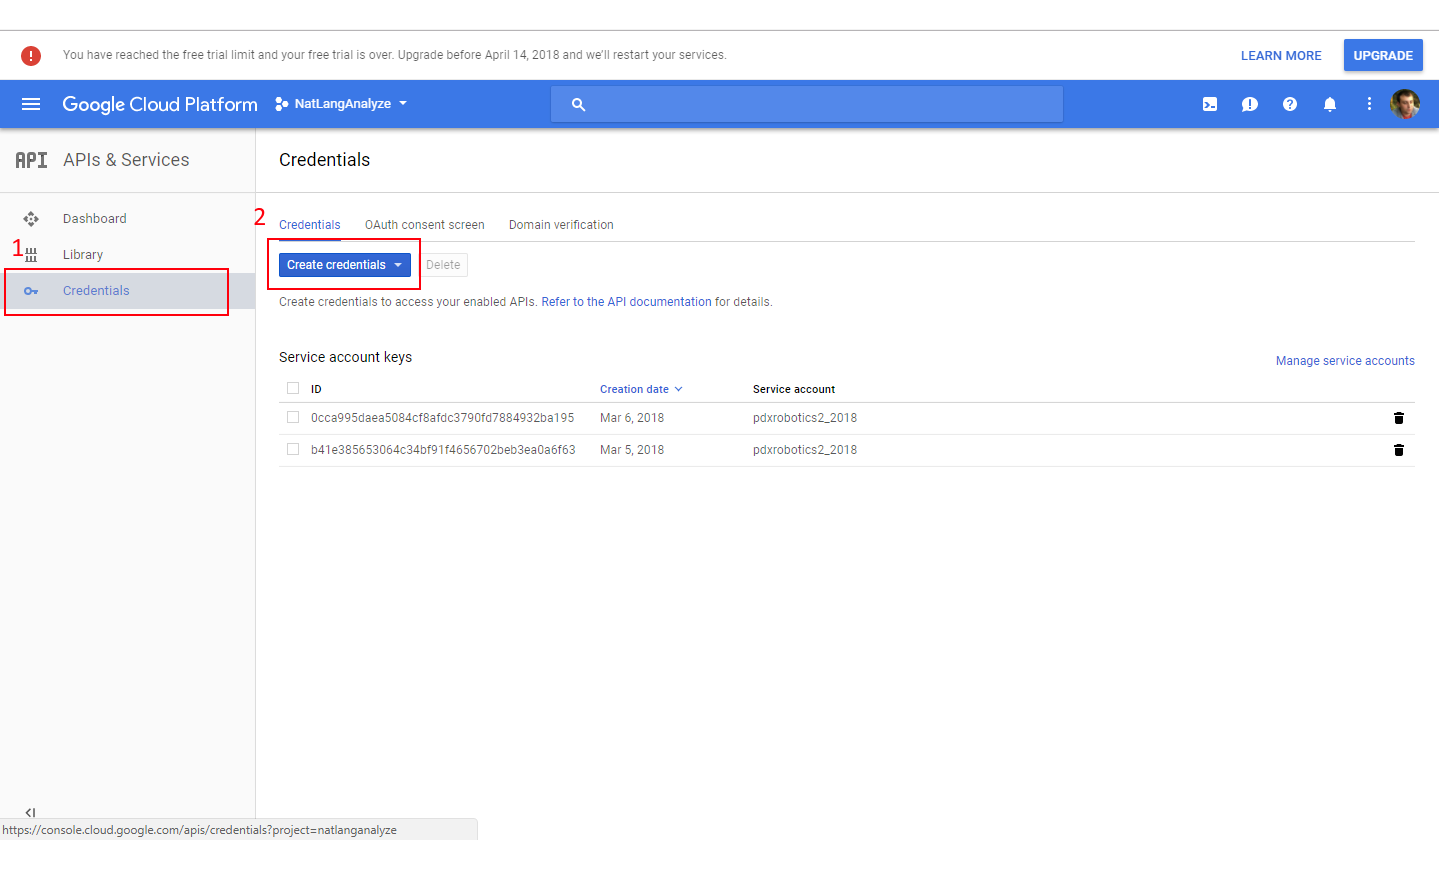 You have reached the free trial limit and your free trial is over. Upgrade before April 14, 2018 and we'll restart your services.
LEARN MORE
UPGRADE
Google Cloud Platform
NatLangAnalyze
API
APIs & Services
Credentials
Dashboard
1
Library
Credentials
2
Credentials
OAuth consent screen
Domain verification
Create credentials
Delete
Create credentials to access your enabled APIs. Refer to the API documentation for details.
Service account keys
Manage service accounts
ID
Creation date
Service account
0cca995daea5084cf8afdc3790fd7884932ba195
Mar 6, 2018
pdxrobotics2_2018
b41e385653064c34bf91f4656702beb3ea0a6f63
Mar 5, 2018
pdxrobotics2_2018
https://console.cloud.google.com/apis/credentials?project=natlanganalyze